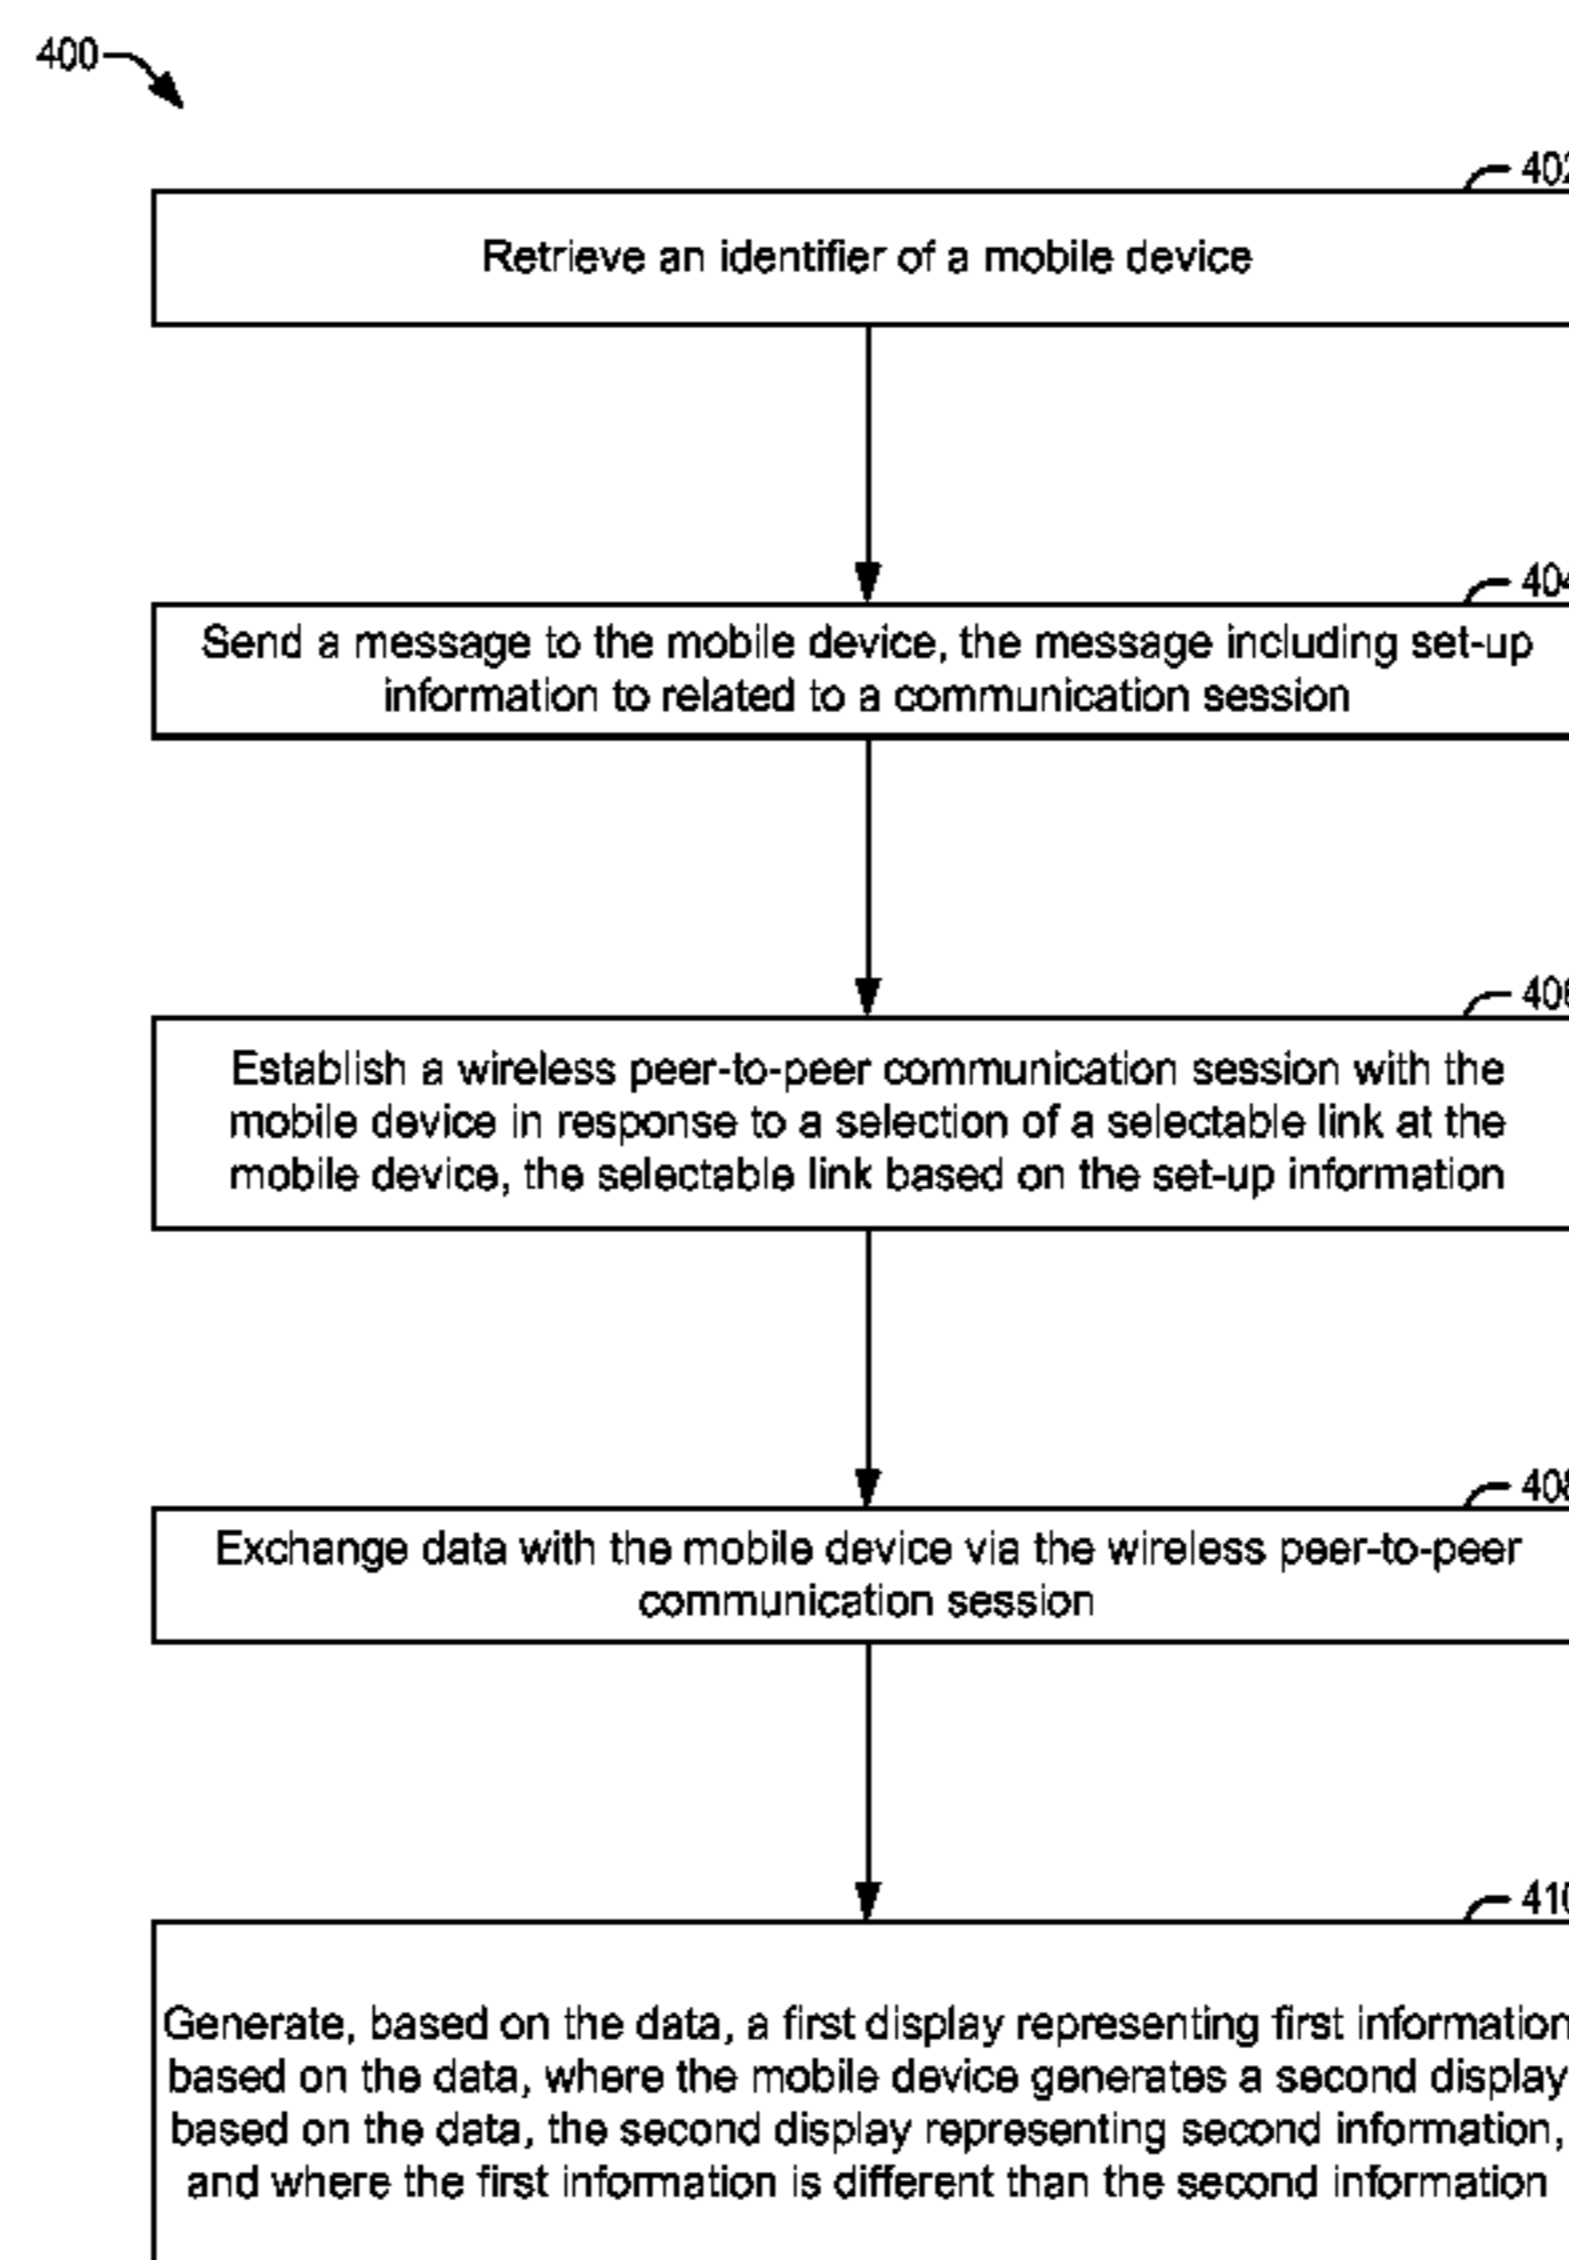 400
402
Retrieve an identifier of a mobile device
404
Send a message to the mobile device, the message including set-up
information to related to a communication session
406
Establish a wireless peer-to-peer communication session with the
mobile device in response to a selection of a selectable link at the
mobile device, the selectable link based on the set-up information
408
Exchange data with the mobile device via the wireless peer-to-peer
communication session
410
Generate, based on the data, a first display representing first information
based on the data, where the mobile device generates a second display
based on the data, the second display representing second information,
and where the first information is different than the second information